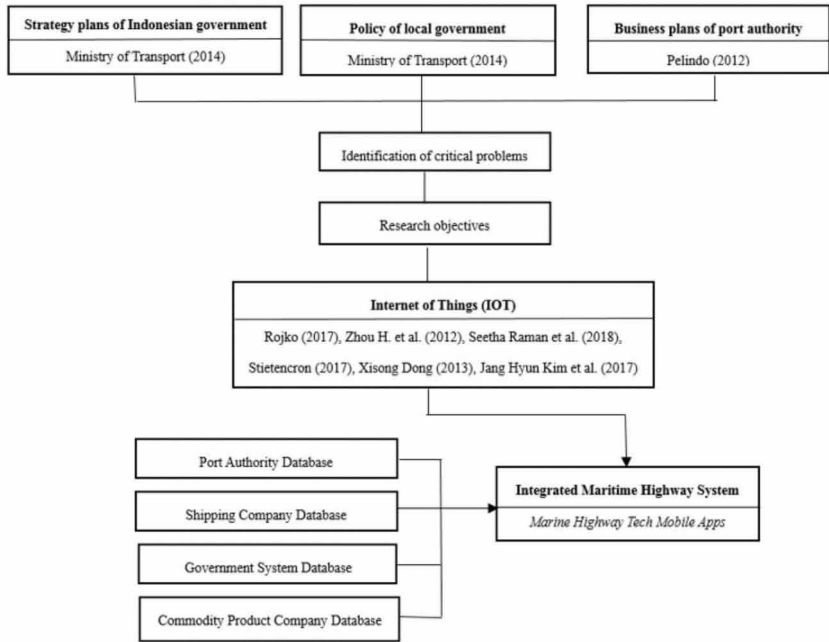 Strategy plans of Indonesian government
Ministry of Transport (2014)
Policy of local government
Ministry of Transport (2014)
Business plans of port authority
Pelindo (2012)
Identification of critical problems
Research objectives
Internet of Things (IOT)
Rojko (2017), Zhou H. et al. (2012), Seetha Raman et al. (2018),
Stietencron (2017), Xisong Dong (2013), Jang Hyun Kim et al. (2017)
Port Authority Database
Shipping Company Database
Government System Database
Commodity Product Company Database
Integrated Maritime Highway System
Marine Highway Tech Mobile Apps